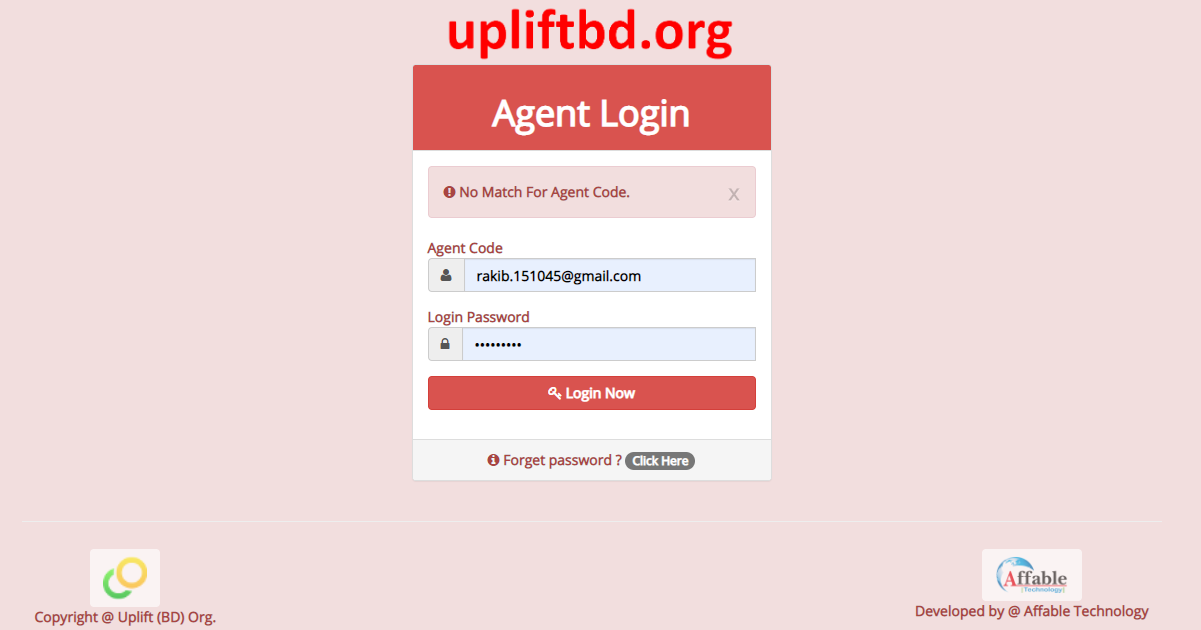 upliftbd.org
Agent Login
No Match For Agent Code.
X
Agent Code
rakib.151045@gmail.com
Login Password
•••••••••
Login Now
Forget password ? Click Here
Affable
Technology
Copyright @ Uplift (BD) Org.
Developed by @ Affable Technology